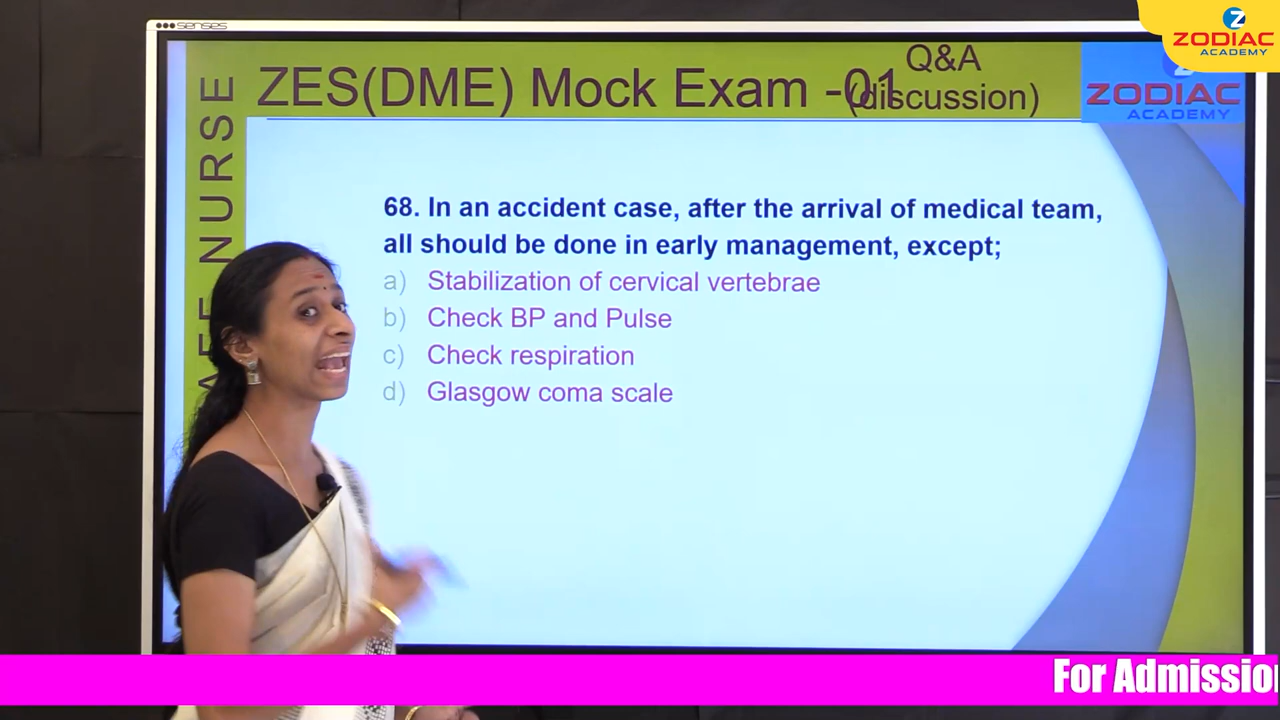 senses
ZODIAC
ACADEMY
ZES(DME) Mock Exam -01
Q&A
(discussion)
ZODIAC
ACADEMY
NURSE
68. In an accident case, after the arrival of medical team,
all should be done in early management, except;
a) Stabilization of cervical vertebrae
b) Check BP and Pulse
c) Check respiration
d) Glasgow coma scale
For Admissio